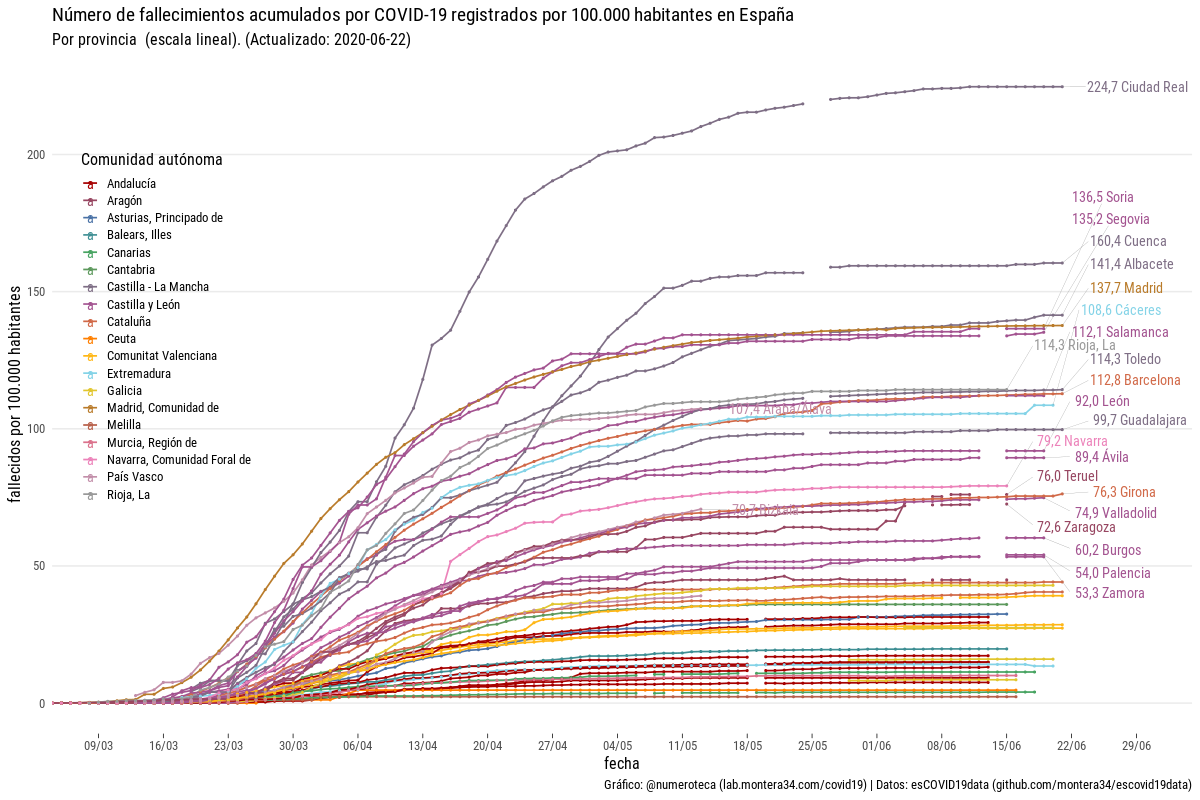 Número de fallecimientos acumulados por COVID-19 registrados por 100.000 habitantes en España
Por provincia (escala lineal). (Actualizado: 2020-06-22)
fallecidos por 100.000 habitantes
200
150
100
50
0
Comunidad autónoma
Andalucía
Aragón
Asturias, Principado de
Balears, Illes
Canarias
Cantabria
Castilla - La Mancha
Castilla y León
Cataluña
Ceuta
Comunitat Valenciana
Extremadura
Galicia
Madrid, Comunidad de
Melilla
Murcia, Región de
Navarra, Comunidad Foral de
País Vasco
Rioja, La
224,7 Ciudad Real
136,5 Soria
135,2 Segovia
160,4 Cuenca
141,4 Albacete
137,7 Madrid
108,6 Cáceres
112,1 Salamanca
114,3 Rioja, La
114,3 Toledo
112,8 Barcelona
92,0 León
107,4 Araba/Álava
99,7 Guadalajara
79,2 Navarra
89,4 Ávila
76,0 Teruel
76,3 Girona
74,9 Valladolid
72,6 Zaragoza
60,2 Burgos
54,0 Palencia
53,3 Zamora
09/03
16/03
23/03
30/03
06/04
13/04
20/04
27/04
04/05
11/05
18/05
25/05
01/06
08/06
15/06
22/06
29/06
fecha
Gráfico: @numeroteca (lab.montera34.com/covid19) | Datos: esCOVID19data (github.com/montera34/escovid19data)